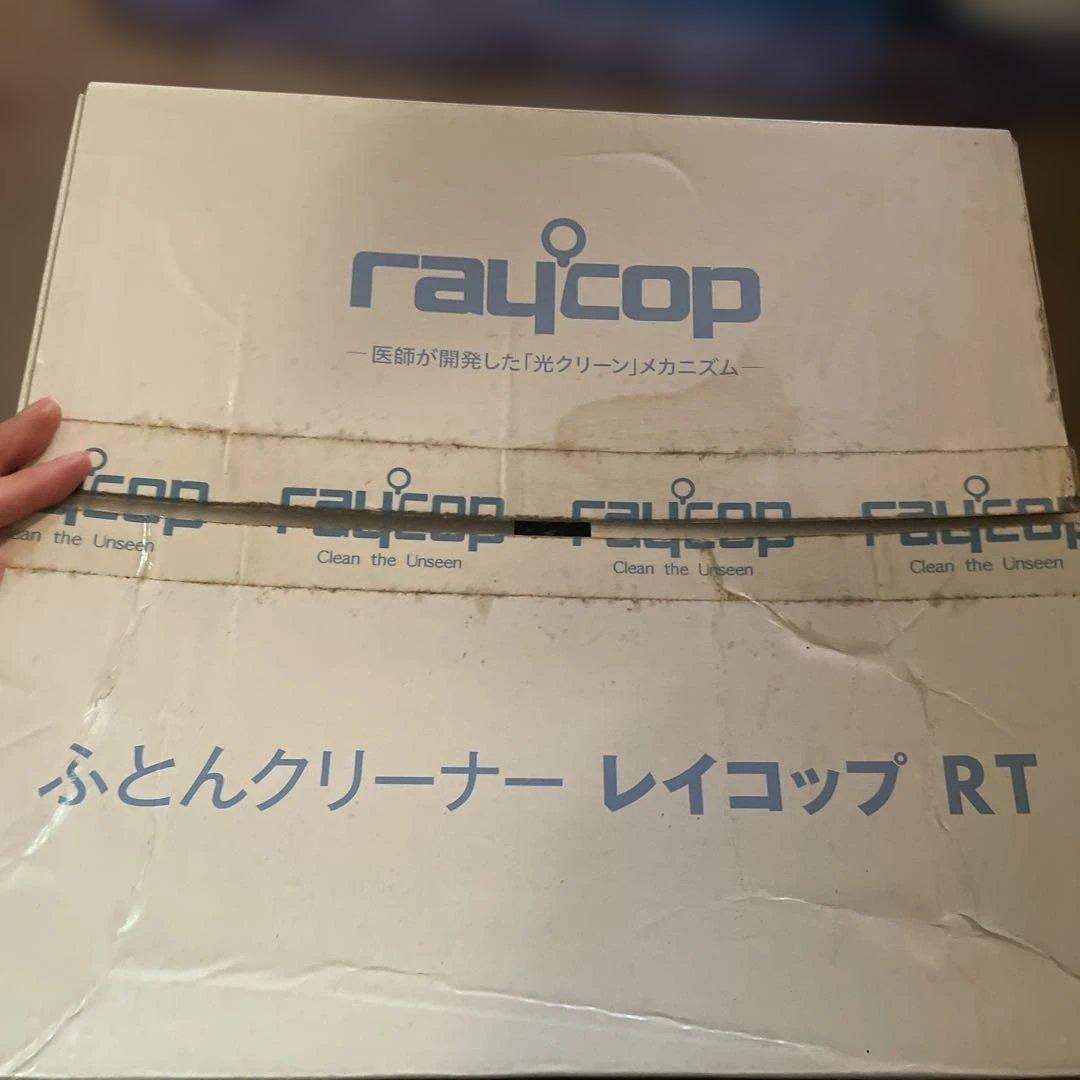 raycop
―医師が開発した「光クリーン」メカニズム―
raycop raycop raycop raycop
Clean the Unseen Clean the Unseen Clean the Unseen Clean the Unseen
ふとんクリーナー レイコップ RT